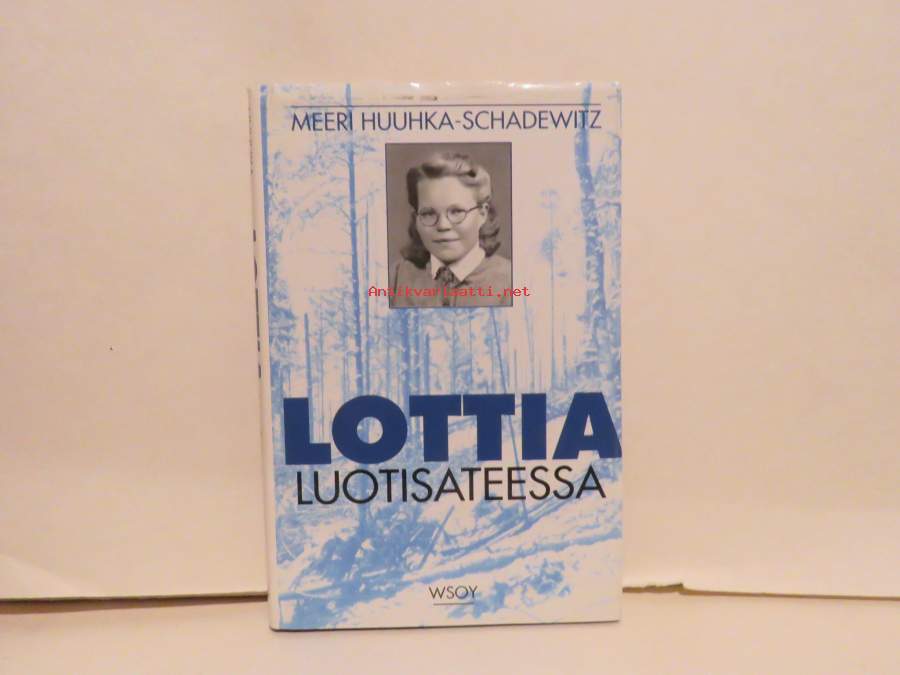 MEERI HUUHKA-SCHADEWITZ
Antikvariaatti.net
LOTTIA
LUOTISATEESSA
WSOY